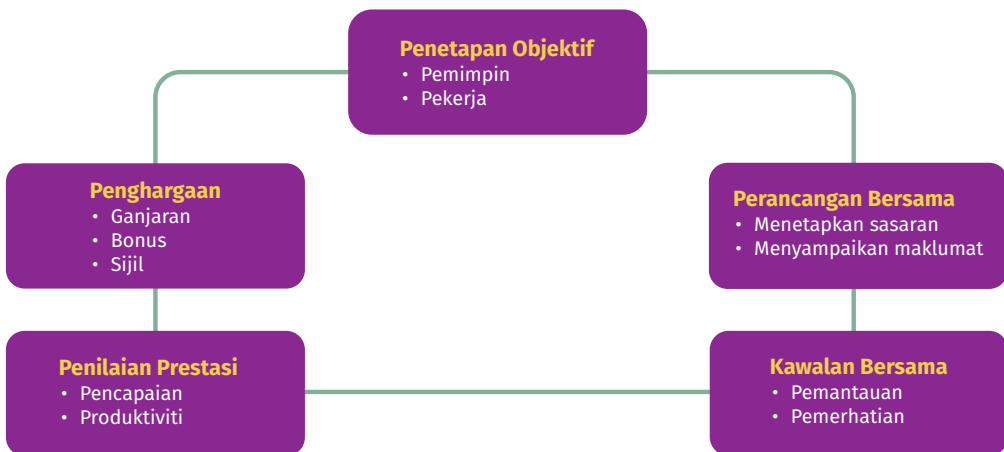 Penetapan Objektif
• Pemimpin
• Pekerja
Penghargaan
• Ganjaran
• Bonus
• Sijil
Perancangan Bersama
• Menetapkan sasaran
• Menyampaikan maklumat
Penilaian Prestasi
• Pencapaian
• Produktiviti
Kawalan Bersama
• Pemantauan
• Pemerhatian